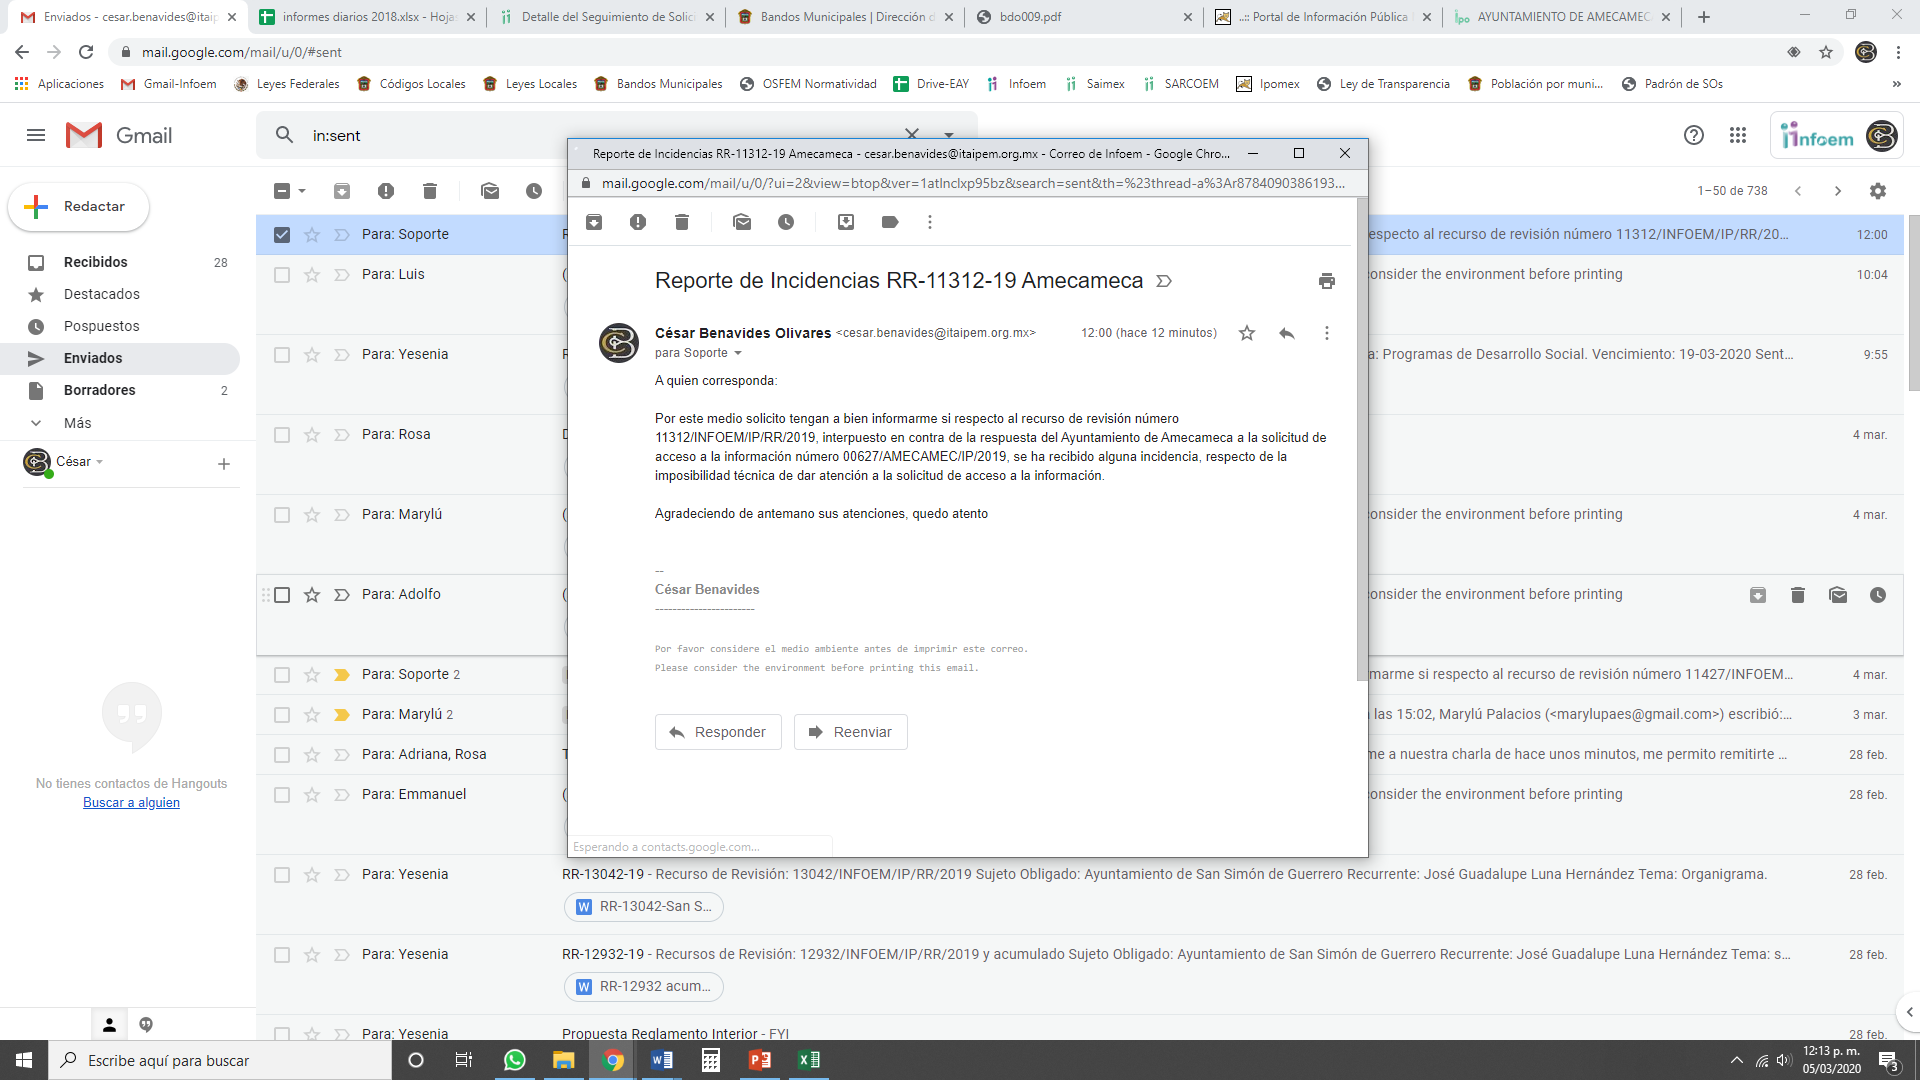 Enviados - cesar.benavides@itaip
informes diarios 2018.xlsx - Hoja
Detalle del Seguimiento de Solici
Bandos Municipales | Dirección d
bdo009.pdf
..:: Portal de Información Pública
AYUNTAMIENTO DE AMECAMEC
mail.google.com/mail/u/0/#sent
Aplicaciones
Gmail-Infoem
Leyes Federales
Códigos Locales
Leyes Locales
Bandos Municipales
OSFEM Normatividad
Drive-EAY
Infoem
Saimex
SARCOEM
Ipomex
Ley de Transparencia
Población por muni...
Padrón de SOs
»
Gmail
in:sent
infoem
Redactar
1–50 de 738
Recibidos 28
Destacados
Pospuestos
Enviados
Borradores 2
Más
César
No tienes contactos de Hangouts
Buscar a alguien
Para: Soporte
especto al recurso de revisión número 11312/INFOEM/IP/RR/20... 12:00
Para: Luis
onsider the environment before printing 10:04
Para: Yesenia
a: Programas de Desarrollo Social. Vencimiento: 19-03-2020 Sent... 9:55
Para: Rosa
4 mar.
Para: Marylú
onsider the environment before printing 4 mar.
Para: Adolfo
onsider the environment before printing
Para: Soporte 2
marme si respecto al recurso de revisión número 11427/INFOEM... 4 mar.
Para: Marylú 2
las 15:02, Marylú Palacios (<marylupaes@gmail.com>) escribió:... 3 mar.
Para: Adriana, Rosa
me a nuestra charla de hace unos minutos, me permito remitirte ... 28 feb.
Para: Emmanuel
onsider the environment before printing 28 feb.
Para: Yesenia RR-13042-19 - Recurso de Revisión: 13042/INFOEM/IP/RR/2019 Sujeto Obligado: Ayuntamiento de San Simón de Guerrero Recurrente: José Guadalupe Luna Hernández Tema: Organigrama. 28 feb.
RR-13042-San S...
Para: Yesenia RR-12932-19 - Recursos de Revisión: 12932/INFOEM/IP/RR/2019 y acumulado Sujeto Obligado: Ayuntamiento de San Simón de Guerrero Recurrente: José Guadalupe Luna Hernández Tema: s... 28 feb.
RR-12932 acum...
Para: Yesenia Propuesta Reglamento Interior - FYI 28 feb.
Reporte de Incidencias RR-11312-19 Amecameca - cesar.benavides@itaipem.org.mx - Correo de Infoem - Google Chro...
mail.google.com/mail/u/0/?ui=2&view=btop&ver=1atlnclxp95bz&search=sent&th=%23thread-a%3Ar8784090386193...
Reporte de Incidencias RR-11312-19 Amecameca
César Benavides Olivares <cesar.benavides@itaipem.org.mx> 12:00 (hace 12 minutos)
para Soporte
A quien corresponda:
Por este medio solicito tengan a bien informarme si respecto al recurso de revisión número
11312/INFOEM/IP/RR/2019, interpuesto en contra de la respuesta del Ayuntamiento de Amecameca a la solicitud de
acceso a la información número 00627/AMECAMEC/IP/2019, se ha recibido alguna incidencia, respecto de la
imposibilidad técnica de dar atención a la solicitud de acceso a la información.
Agradeciendo de antemano sus atenciones, quedo atento
--
César Benavides
-----------------------
Por favor considere el medio ambiente antes de imprimir este correo.
Please consider the environment before printing this email.
Responder
Reenviar
Esperando a contacts.google.com...
Escribe aquí para buscar
12:13 p. m.
05/03/2020
3